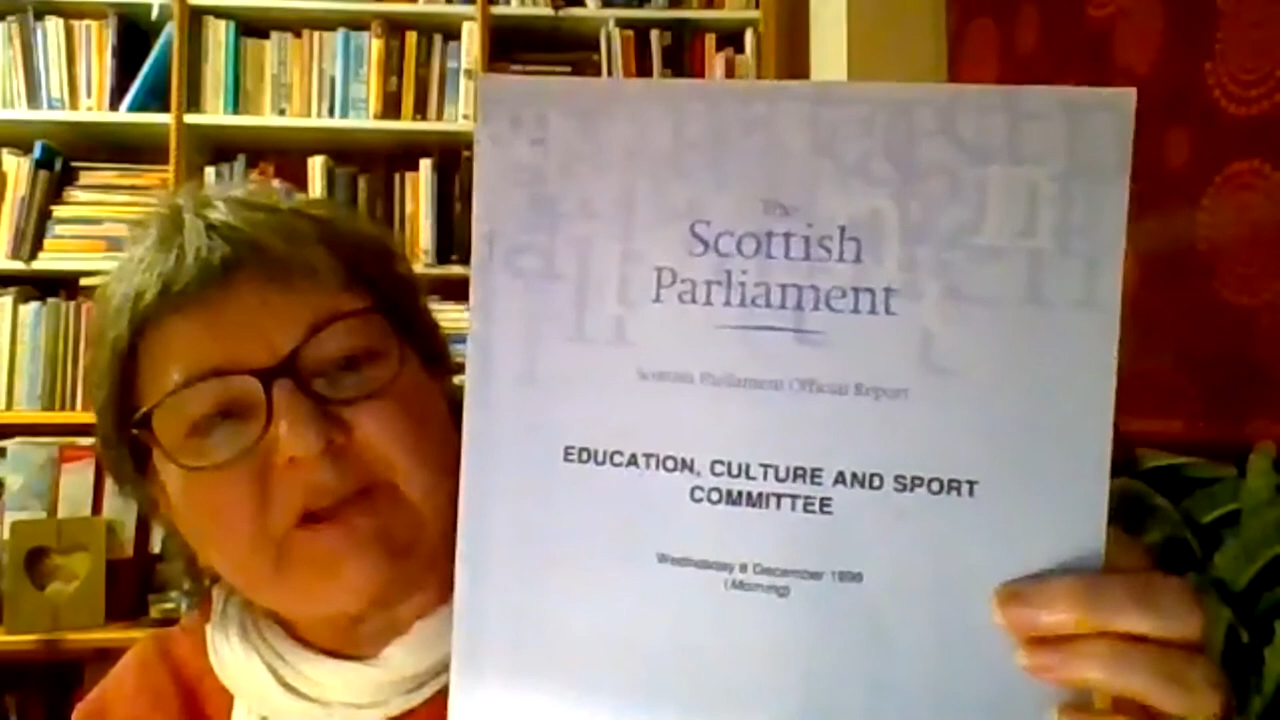 The
Scottish
Parliament
Scottish Parliament Official Report
EDUCATION, CULTURE AND SPORT
COMMITTEE
Wednesday 8 December 1999
(Morning)